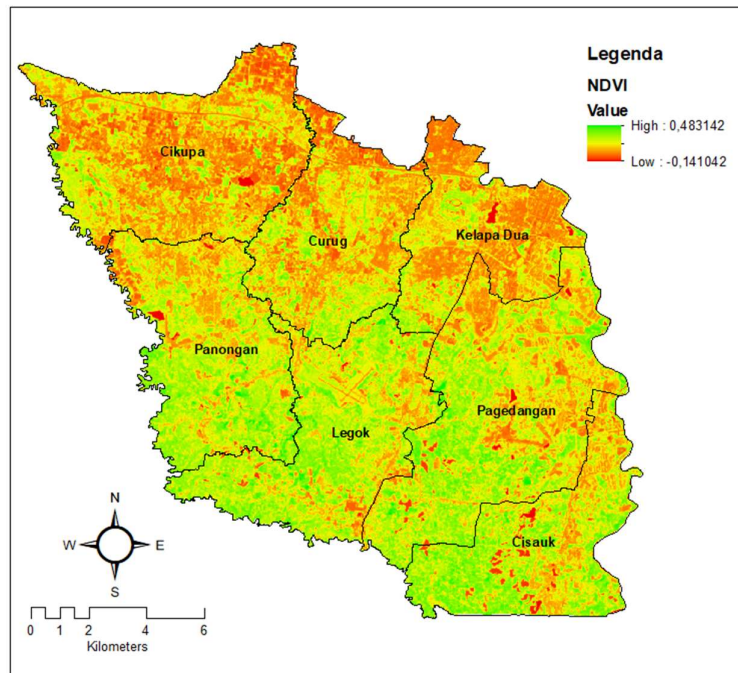 Legenda
NDVI
Value
High : 0,483142
Low : -0,141042
Cikupa
Curug
Kelapa Dua
Panongan
Legok
Pagedangan
Cisauk
N
W E
S
0 1 2 4 6
Kilometers